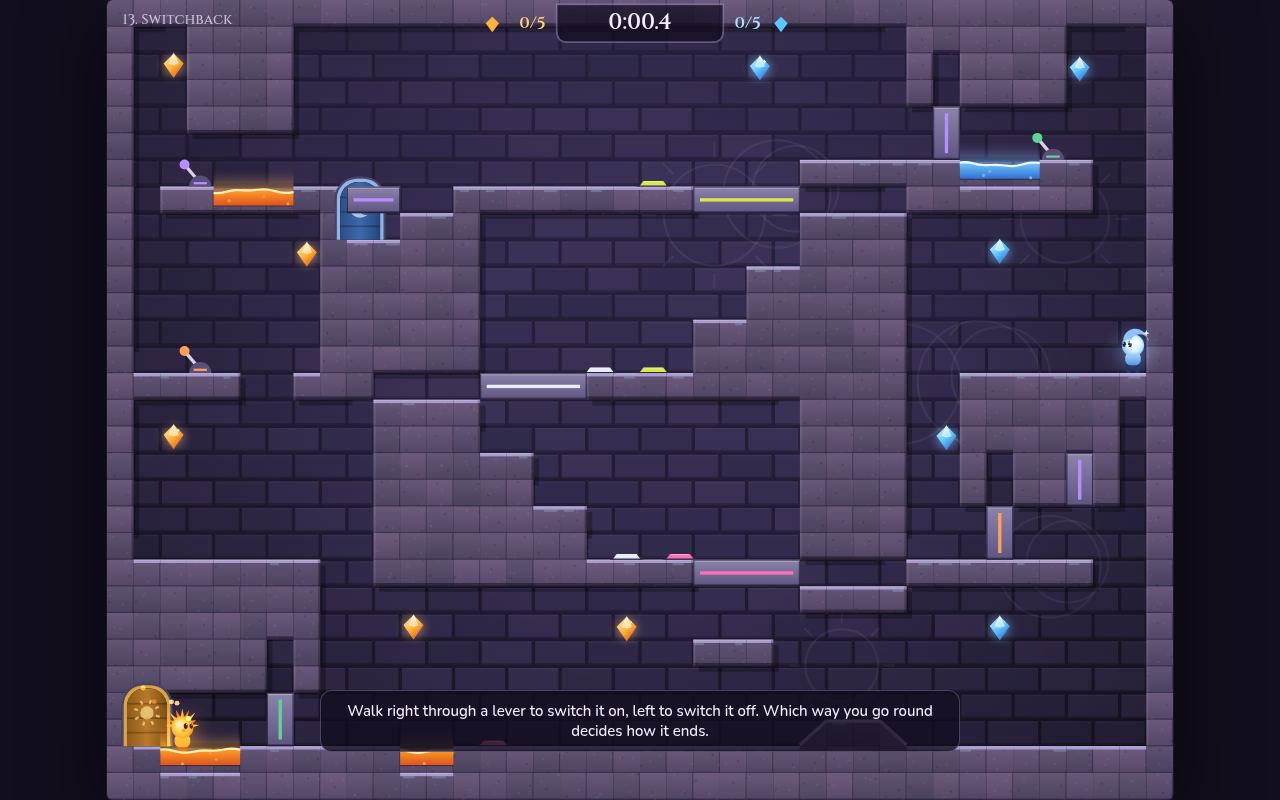 13. Switchback
0/5
0:00.4
0/5
Walk right through a lever to switch it on, left to switch it off. Which way you go round
decides how it ends.